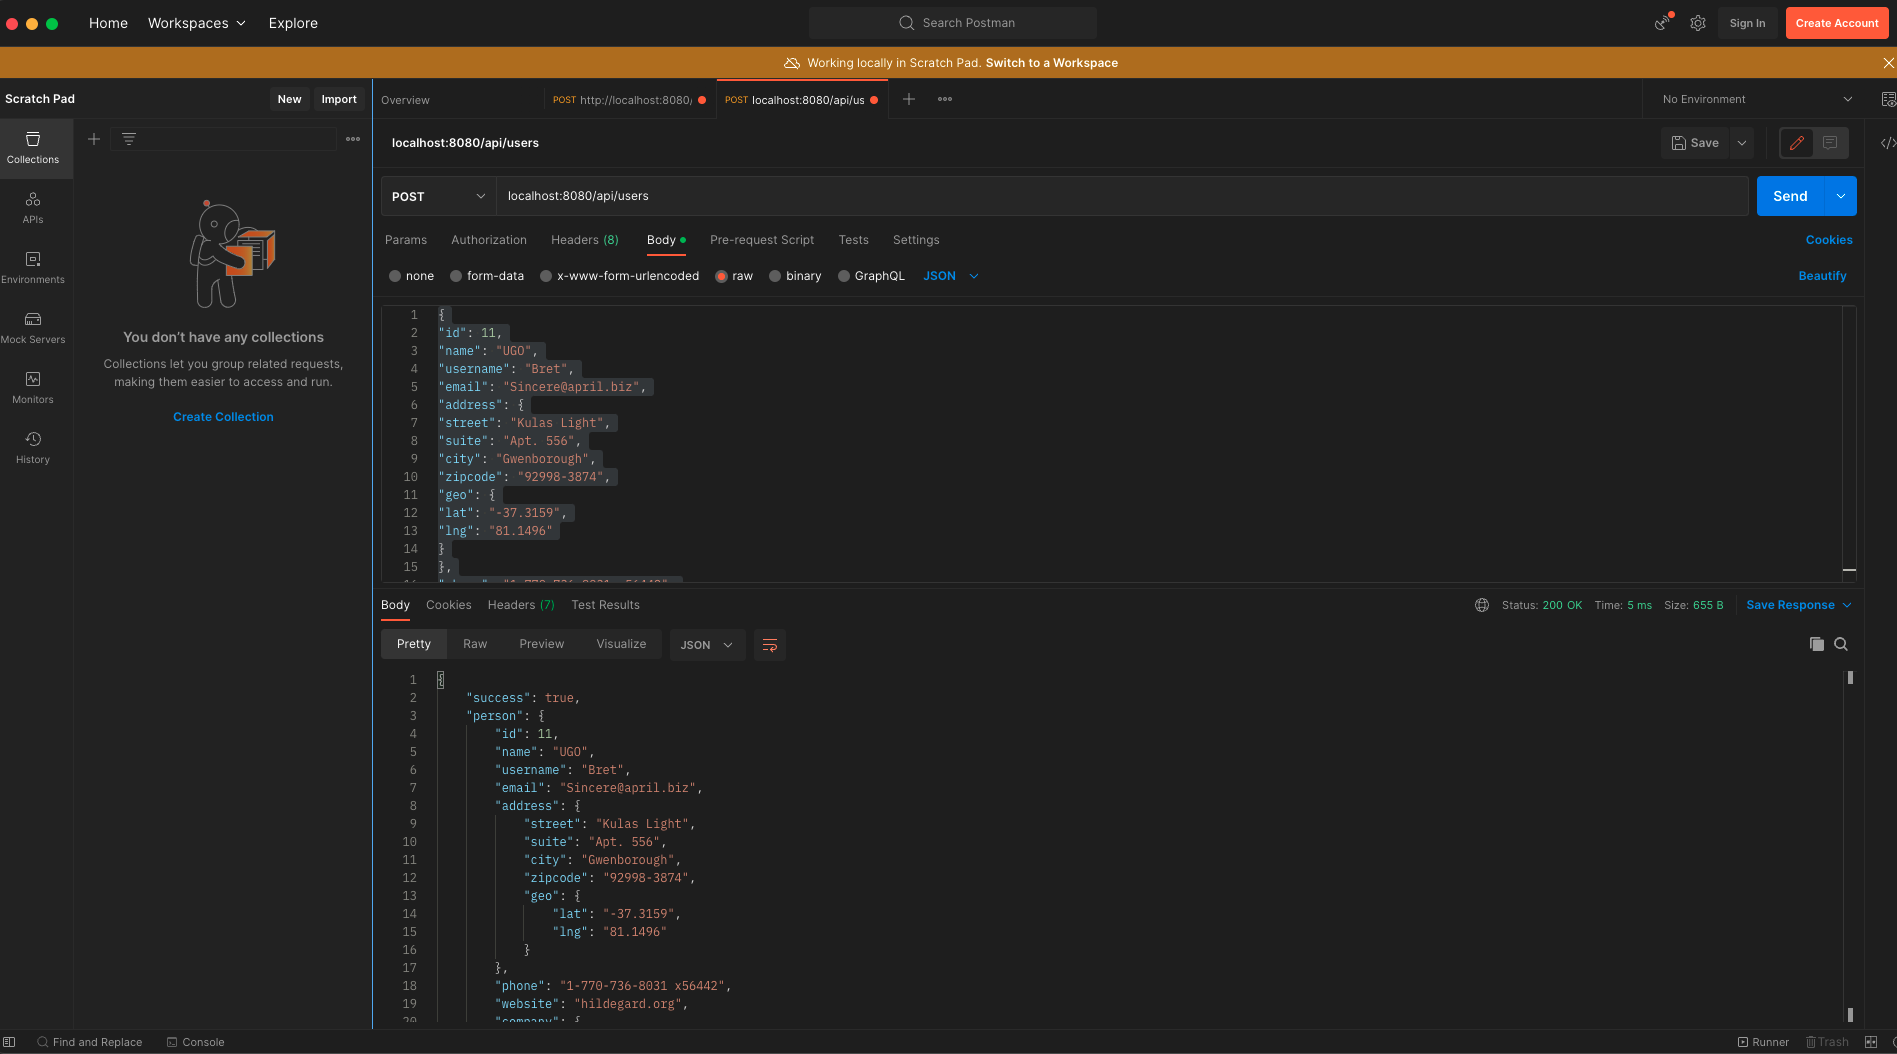 Home Workspaces Explore Search Postman Sign In Create Account
Working locally in Scratch Pad. Switch to a Workspace
Scratch Pad New Import Overview POST http://localhost:8080/ POST localhost:8080/api/us No Environment
Collections
APIs
Environments
Mock Servers
Monitors
History
You don't have any collections
Collections let you group related requests,
making them easier to access and run.
Create Collection
localhost:8080/api/users Save
POST localhost:8080/api/users Send
Params Authorization Headers (8) Body Pre-request Script Tests Settings Cookies
none form-data x-www-form-urlencoded raw binary GraphQL JSON Beautify
1 {
2 "id": 11,
3 "name": "UGO",
4 "username": "Bret",
5 "email": "Sincere@april.biz",
6 "address": {
7 "street": "Kulas Light",
8 "suite": "Apt. 556",
9 "city": "Gwenborough",
10 "zipcode": "92998-3874",
11 "geo": {
12 "lat": "-37.3159",
13 "lng": "81.1496"
14 }
15 },
Body Cookies Headers (7) Test Results Status: 200 OK Time: 5 ms Size: 655 B Save Response
Pretty Raw Preview Visualize JSON
1 {
2 "success": true,
3 "person": {
4 "id": 11,
5 "name": "UGO",
6 "username": "Bret",
7 "email": "Sincere@april.biz",
8 "address": {
9 "street": "Kulas Light",
10 "suite": "Apt. 556",
11 "city": "Gwenborough",
12 "zipcode": "92998-3874",
13 "geo": {
14 "lat": "-37.3159",
15 "lng": "81.1496"
16 }
17 },
18 "phone": "1-770-736-8031 x56442",
19 "website": "hildegard.org",
20 "company": {
Find and Replace Console Runner Trash